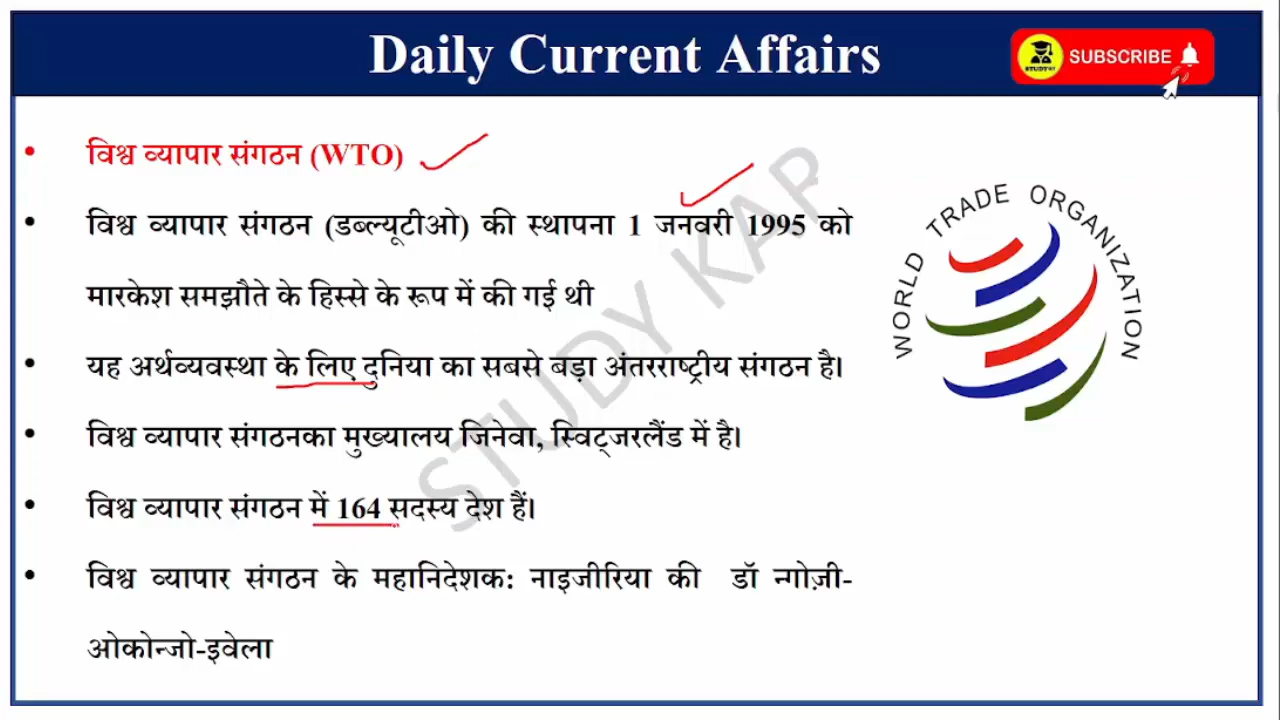 Daily Current Affairs
STUDY
SUBSCRIBE
• विश्व व्यापार संगठन (WTO)
• विश्व व्यापार संगठन (डब्ल्यूटीओ) की स्थापना 1 जनवरी 1995 को
मारकेश समझौते के हिस्से के रूप में की गई थी
• यह अर्थव्यवस्था के लिए दुनिया का सबसे बड़ा अंतरराष्ट्रीय संगठन है।
• विश्व व्यापार संगठनका मुख्यालय जिनेवा, स्विट्जरलैंड में है।
• विश्व व्यापार संगठन में 164 सदस्य देश हैं।
• विश्व व्यापार संगठन के महानिदेशक: नाइजीरिया की डॉ न्गोज़ी-
ओकोन्जो-इवेला
WORLD TRADE ORGANIZATION
STUDY KAR